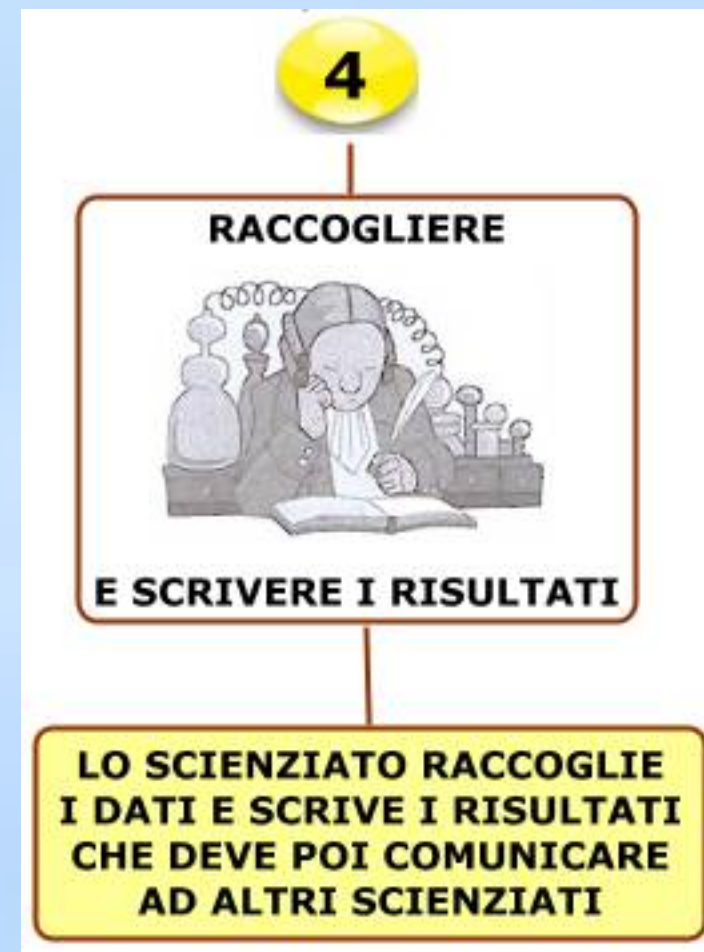 4
RACCOGLIERE
E SCRIVERE I RISULTATI
LO SCIENZIATO RACCOGLIE
I DATI E SCRIVE I RISULTATI
CHE DEVE POI COMUNICARE
AD ALTRI SCIENZIATI